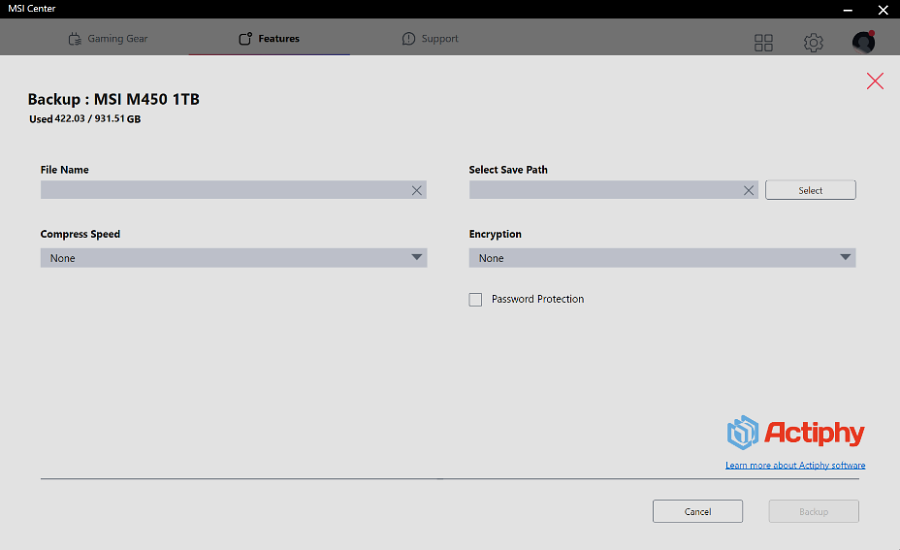 MSI Center
Gaming Gear
Features
Support
Backup : MSI M450 1TB
Used 422.03 / 931.51 GB
File Name
Select Save Path
Select
Compress Speed
Encryption
None
None
Password Protection
Actiphy
Learn more about Actiphy software
Cancel
Backup